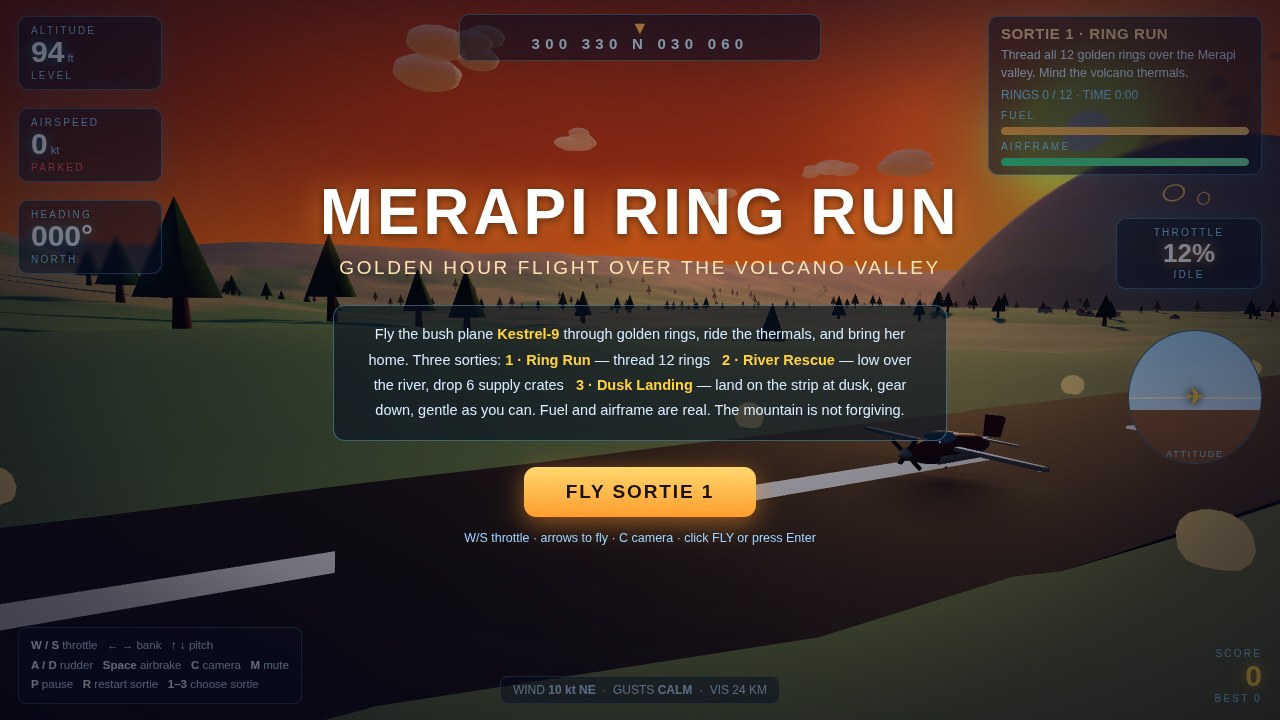 ALTITUDE
94 ft
LEVEL
AIRSPEED
0 kt
PARKED
HEADING
000°
NORTH
300 330 N 030 060
SORTIE 1 · RING RUN
Thread all 12 golden rings over the Merapi
valley. Mind the volcano thermals.
RINGS 0 / 12 · TIME 0:00
FUEL
AIRFRAME
THROTTLE
12%
IDLE
ATTITUDE
MERAPI RING RUN
GOLDEN HOUR FLIGHT OVER THE VOLCANO VALLEY
Fly the bush plane Kestrel-9 through golden rings, ride the thermals, and bring her
home. Three sorties: 1 · Ring Run — thread 12 rings 2 · River Rescue — low over
the river, drop 6 supply crates 3 · Dusk Landing — land on the strip at dusk, gear
down, gentle as you can. Fuel and airframe are real. The mountain is not forgiving.
FLY SORTIE 1
W/S throttle · arrows to fly · C camera · click FLY or press Enter
W / S throttle ← → bank ↑ ↓ pitch
A / D rudder Space airbrake C camera M mute
P pause R restart sortie 1–3 choose sortie
WIND 10 kt NE · GUSTS CALM · VIS 24 KM
SCORE
0
BEST 0